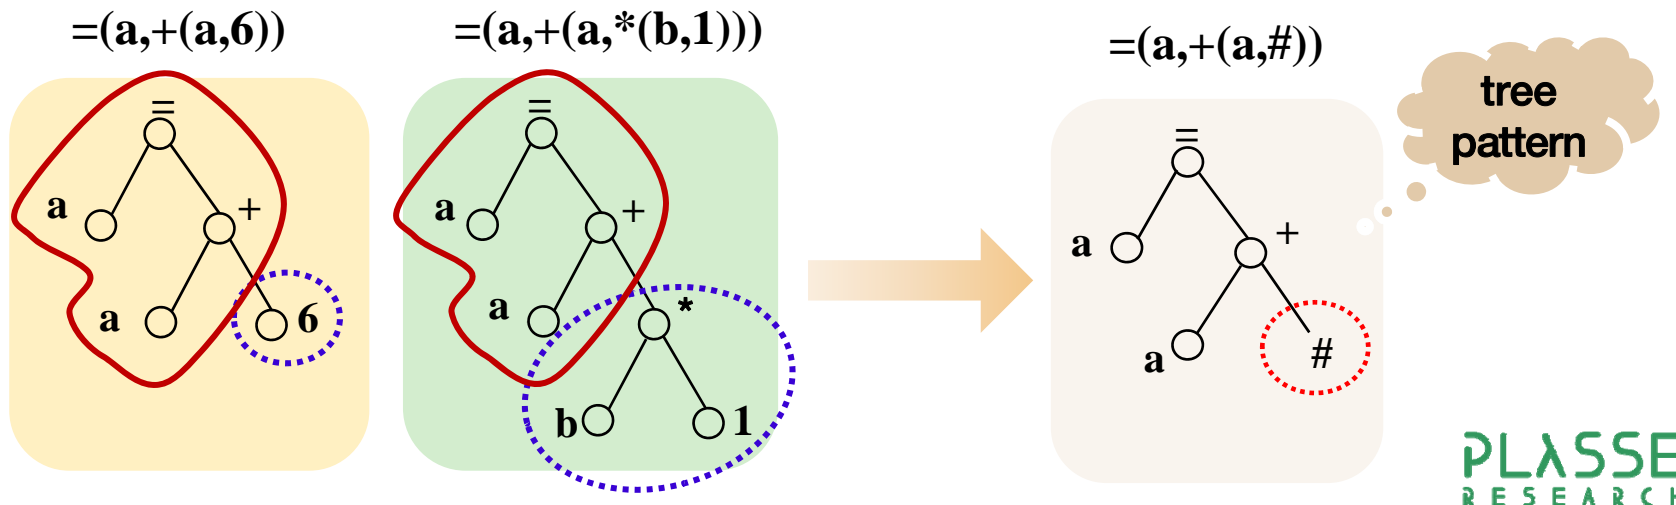 =(a,+(a,6))
=
a
+
a
6
=(a,+(a,*(b,1)))
=
a
+
a
*
b
1
=(a,+(a,#))
=
a
+
a
#
tree
pattern
PLASSE
RESEARCH